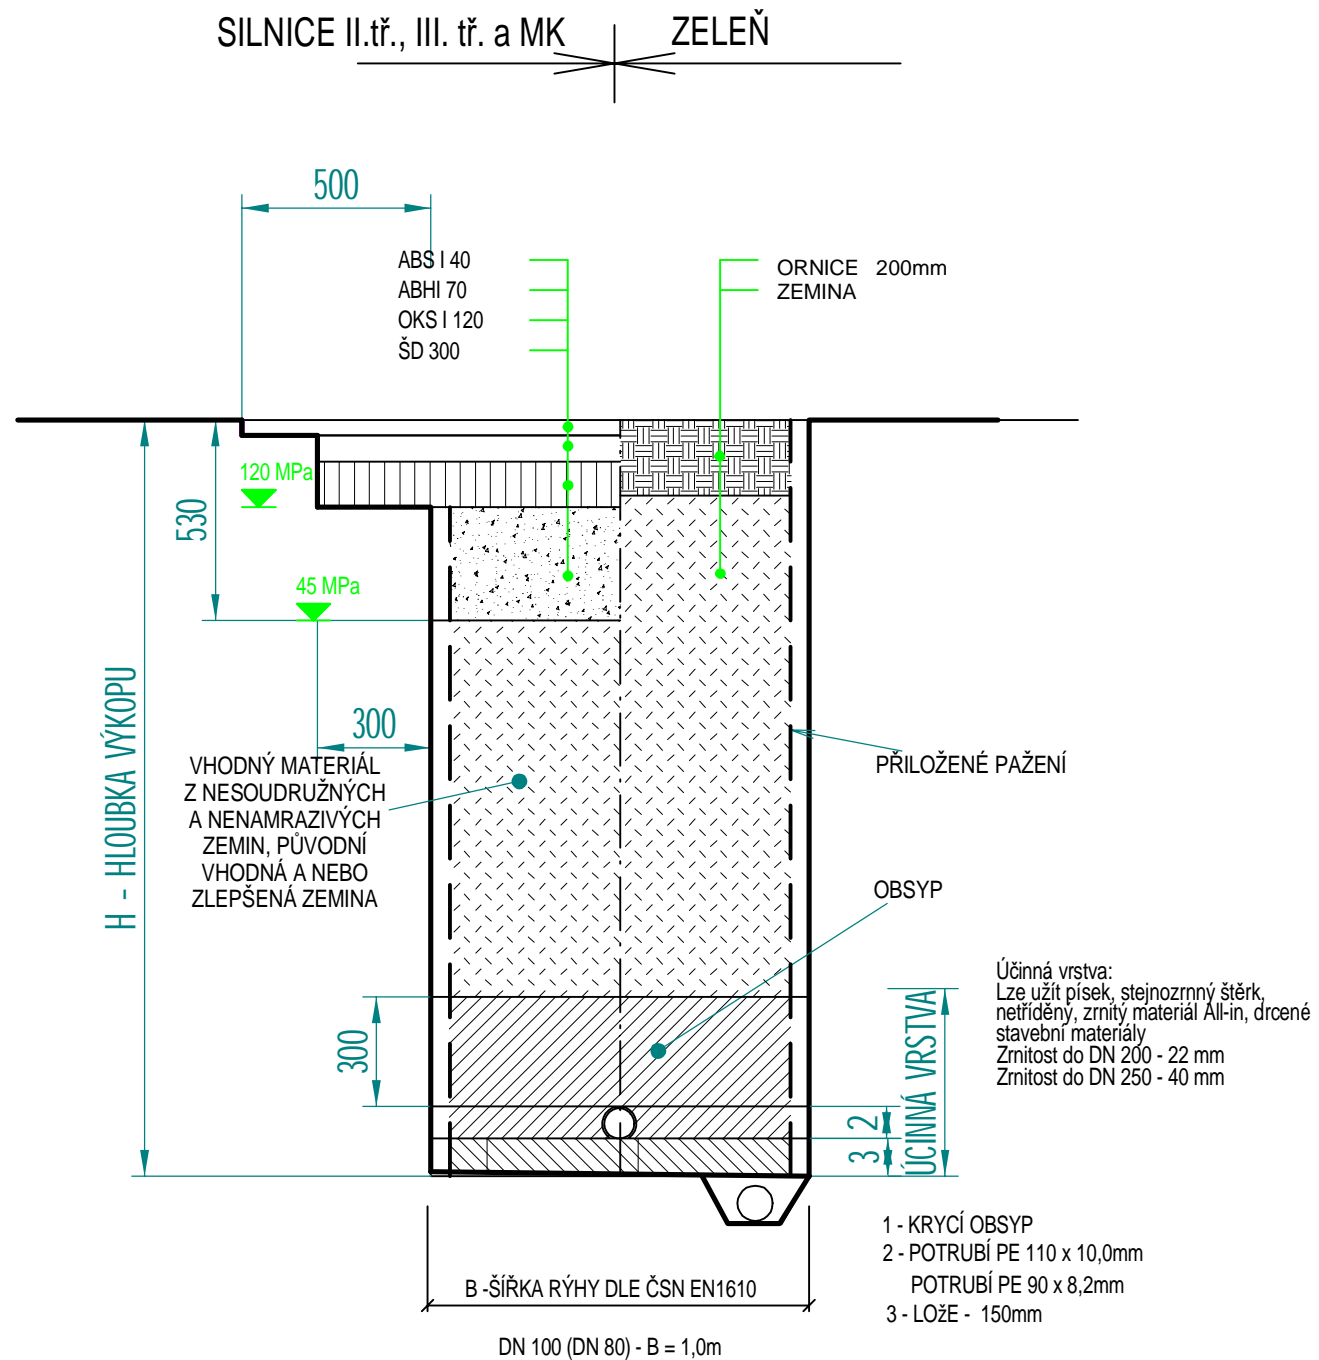 SILNICE II.tř., III. tř. a MK
ZELEŇ
500
ABS I 40
ABHI 70
OKS I 120
ŠD 300
ORNICE 200mm
ZEMINA
120 MPa
530
45 MPa
300
H - HLOUBKA VÝKOPU
VHODNÝ MATERIÁL
Z NESOUDRUŽNÝCH
A NENAMRAZIVÝCH
ZEMIN, PŮVODNÍ
VHODNÁ A NEBO
ZLEPŠENÁ ZEMINA
PŘILOŽENÉ PAŽENÍ
OBSYP
Účinná vrstva:
Lze užít písek, stejnozrnný štěrk,
netříděný, zrnitý materiál All-in, drcené
stavební materiály
Zrnitost do DN 200 - 22 mm
Zrnitost do DN 250 - 40 mm
300
2
3
ÚČINNÁ VRSTVA
1 - KRYCÍ OBSYP
2 - POTRUBÍ PE 110 x 10,0mm
POTRUBÍ PE 90 x 8,2mm
3 - LOžE - 150mm
B -ŠÍŘKA RÝHY DLE ČSN EN1610
DN 100 (DN 80) - B = 1,0m